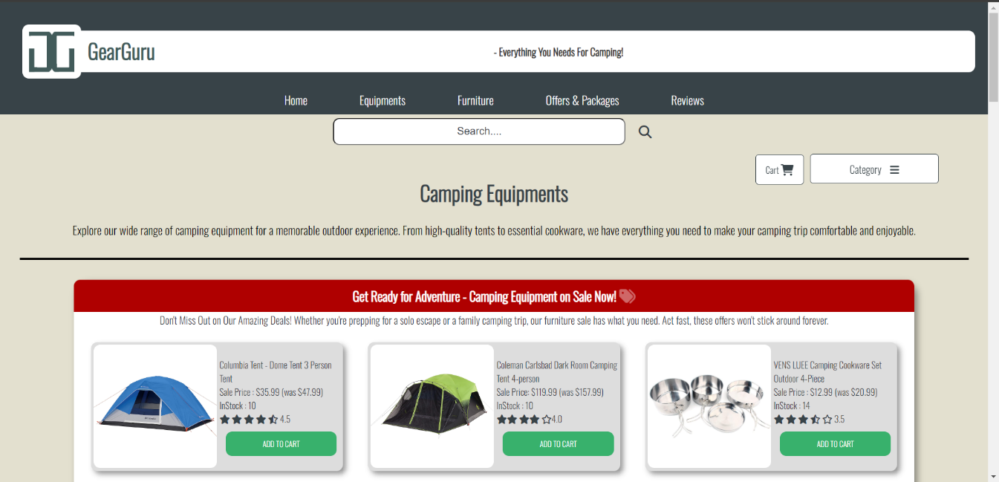 GearGuru
- Everything You Needs For Camping!
Home Equipments Furniture Offers & Packages Reviews
Search....
Cart
Category
Camping Equipments
Explore our wide range of camping equipment for a memorable outdoor experience. From high-quality tents to essential cookware, we have everything you need to make your camping trip comfortable and enjoyable.
Get Ready for Adventure - Camping Equipment on Sale Now!
Don't Miss Out on Our Amazing Deals! Whether you're prepping for a solo escape or a family camping trip, our furniture sale has what you need. Act fast, these offers won't stick around forever.
Columbia Tent - Dome Tent 3 Person
Tent
Sale Price : $35.99 (was $47.99)
InStock : 10
4.5
ADD TO CART
Coleman Carlsbad Dark Room Camping
Tent 4-person
Sale Price: $119.99 (was $157.99)
InStock : 10
4.0
ADD TO CART
VENS LUEE Camping Cookware Set
Outdoor 4-Piece
Sale Price : $12.99 (was $20.99)
InStock : 14
3.5
ADD TO CART